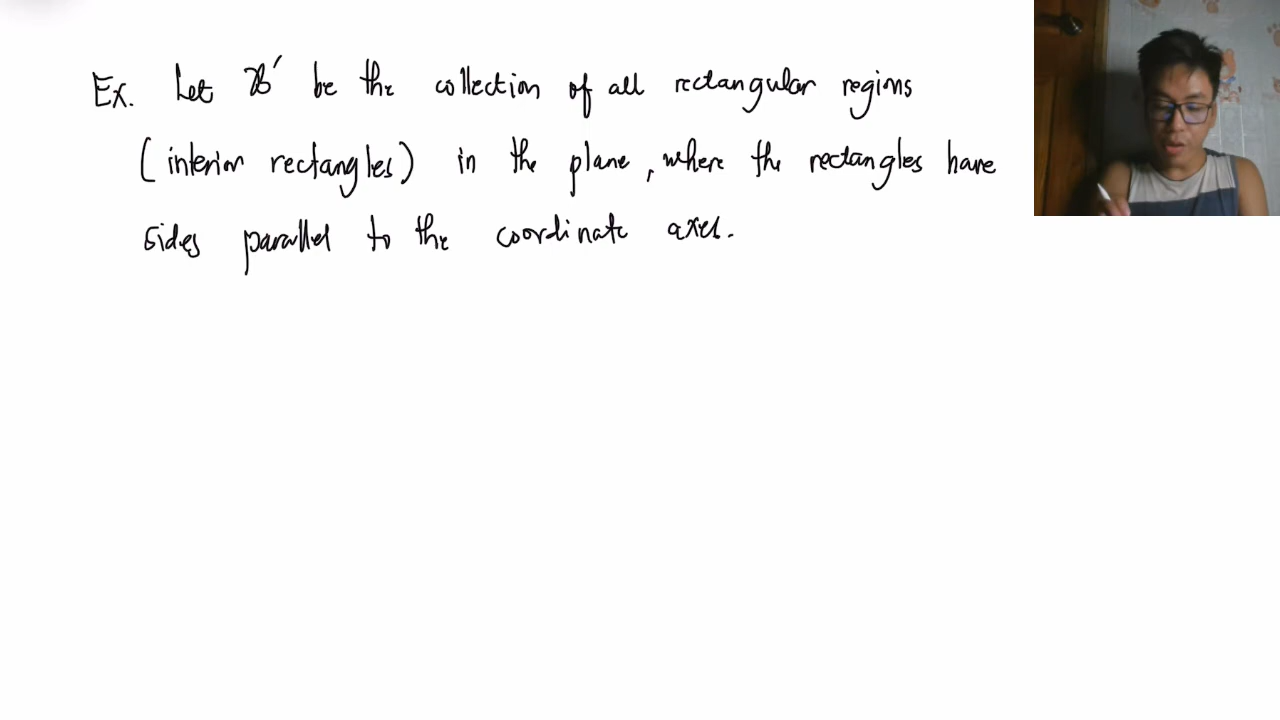 Ex. Let ℬ' be the collection of all rectangular regions
(interior rectangles) in the plane, where the rectangles have
sides parallel to the coordinate axes.